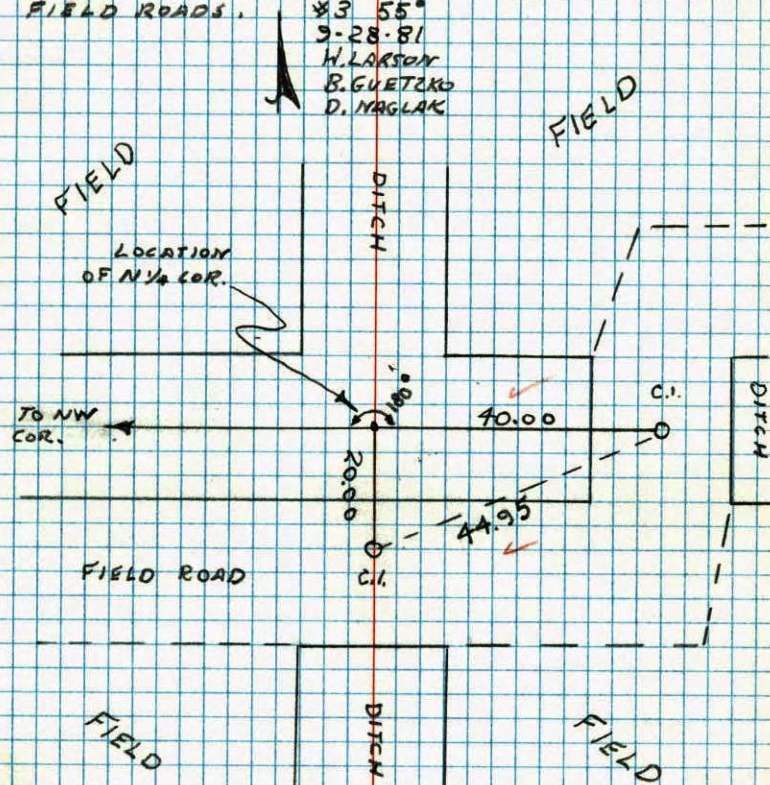 FIELD ROADS.
#3 55°
9-28-81
W. LARSON
B. GUETZKO
D. NAGLAK
FIELD
FIELD
DITCH
LOCATION
OF N¼ COR.
180°
40.00
C.I.
TO NW
COR.
DITCH
20.00
44.95
C.I.
FIELD ROAD
FIELD
DITCH
FIELD